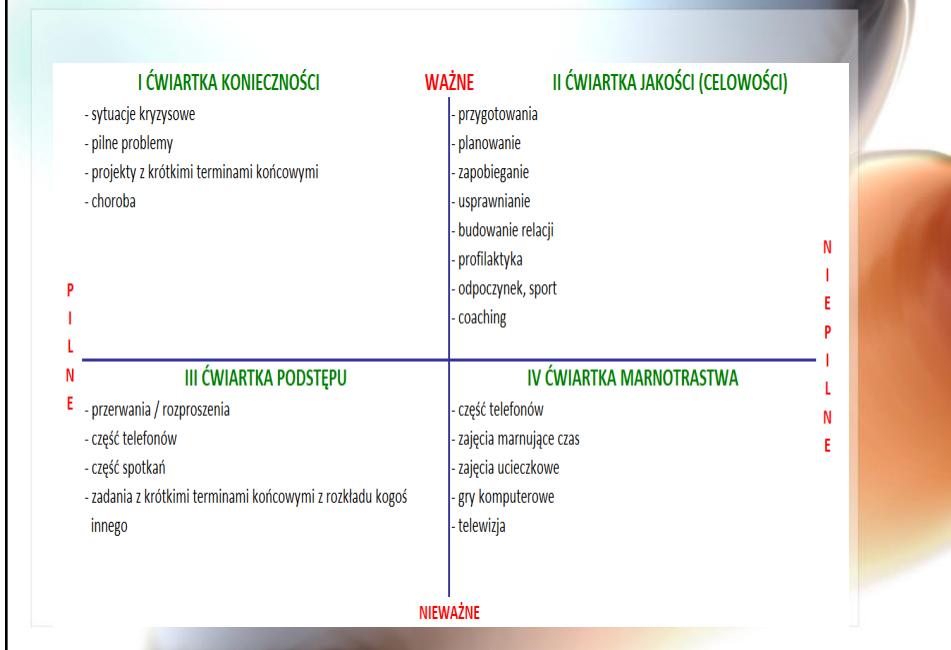 I ĆWIARTKA KONIECZNOŚCI
- sytuacje kryzysowe
- pilne problemy
- projekty z krótkimi terminami końcowymi
- choroba
WAŻNE
II ĆWIARTKA JAKOŚCI (CELOWOŚCI)
- przygotowania
- planowanie
- zapobieganie
- usprawnianie
- budowanie relacji
- profilaktyka
- odpoczynek, sport
- coaching
PILNE
NIEPILNE
III ĆWIARTKA PODSTĘPU
- przerwania / rozproszenia
- część telefonów
- część spotkań
- zadania z krótkimi terminami końcowymi z rozkładu kogoś
innego
IV ĆWIARTKA MARNOTRASTWA
- część telefonów
- zajęcia marnujące czas
- zajęcia ucieczkowe
- gry komputerowe
- telewizja
NIEWAŻNE